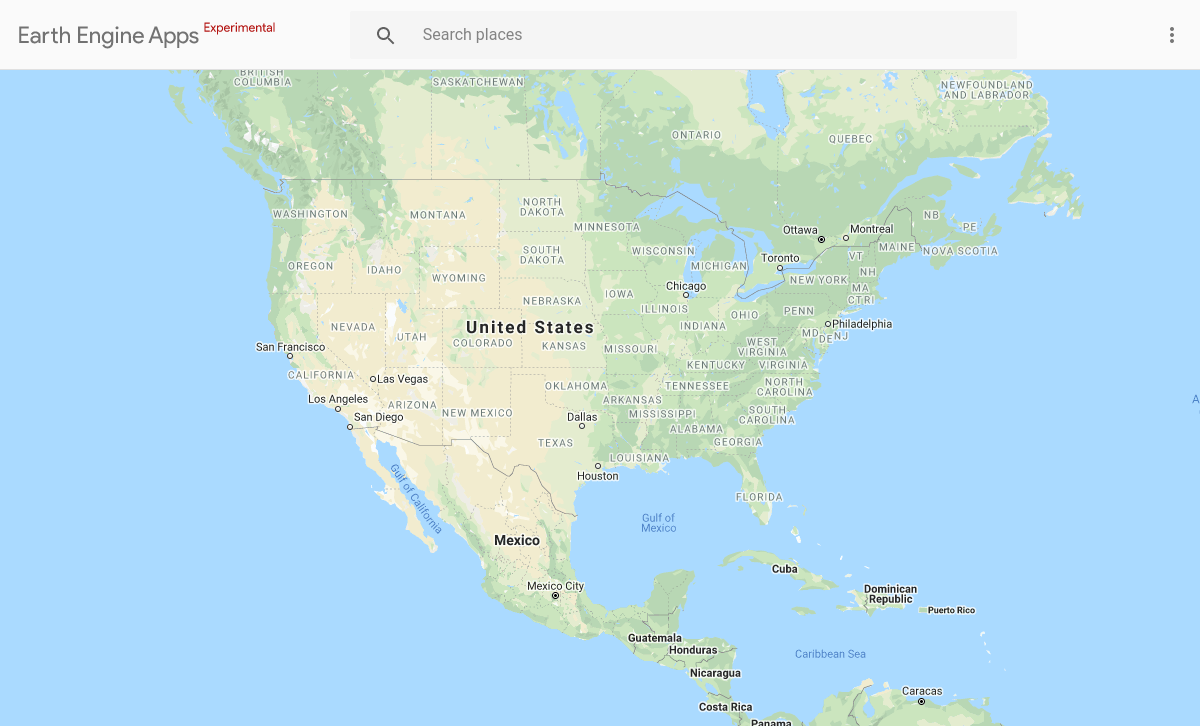 Earth Engine Apps Experimental
Search places
BRITISH
COLUMBIA
SASKATCHEWAN
NEWFOUNDLAND
AND LABRADOR
ONTARIO
QUEBEC
WASHINGTON
MONTANA
NORTH
DAKOTA
MINNESOTA
Ottawa
Montreal
NB
PE
MAINE
NOVA SCOTIA
OREGON
IDAHO
WYOMING
SOUTH
DAKOTA
WISCONSIN
MICHIGAN
Toronto
VT
NH
NEW YORK
MA
CT RI
Chicago
NEBRASKA
IOWA
ILLINOIS
INDIANA
OHIO
PENN
Philadelphia
MD
DE NJ
NEVADA
UTAH
United States
COLORADO
KANSAS
MISSOURI
WEST
VIRGINIA
KENTUCKY
VIRGINIA
San Francisco
CALIFORNIA
Las Vegas
OKLAHOMA
TENNESSEE
NORTH
CAROLINA
Los Angeles
ARIZONA
NEW MEXICO
ARKANSAS
MISSISSIPPI
SOUTH
CAROLINA
San Diego
Dallas
ALABAMA
GEORGIA
TEXAS
LOUISIANA
Houston
Gulf of California
FLORIDA
Gulf of
Mexico
Mexico
Mexico City
Cuba
Dominican
Republic
Puerto Rico
Guatemala
Honduras
Caribbean Sea
Nicaragua
Caracas
Costa Rica
Panama